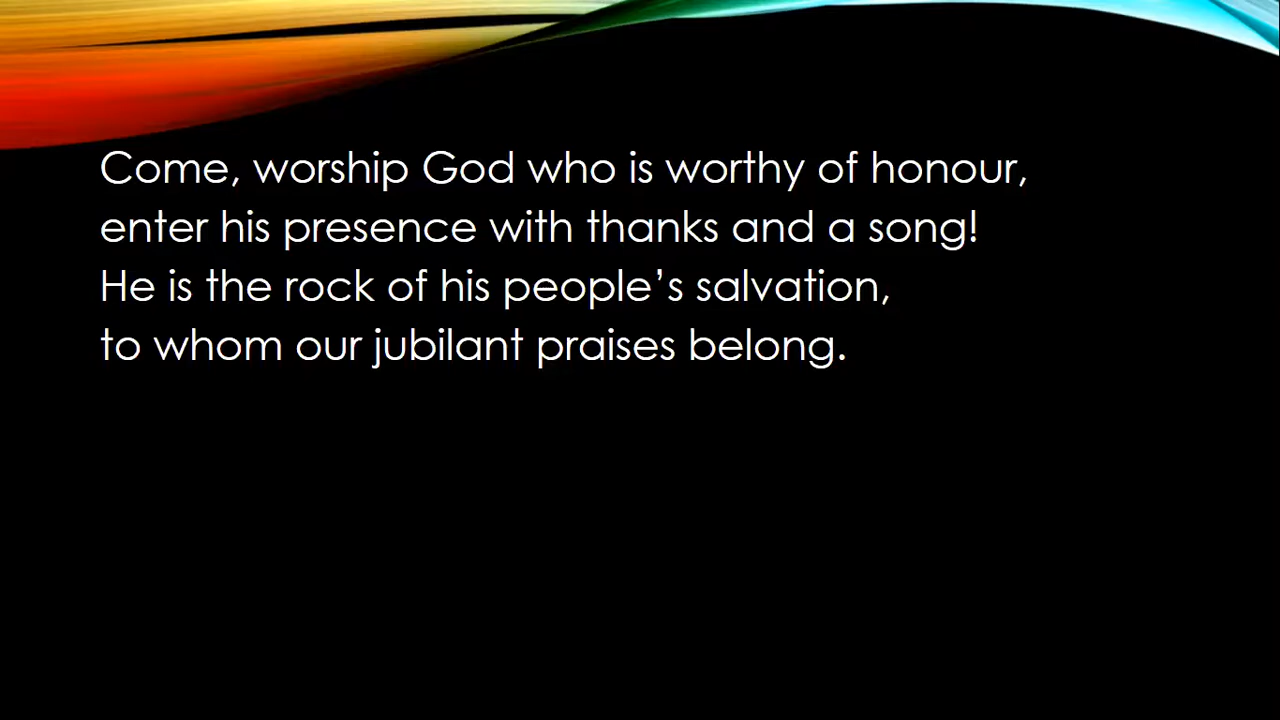 Come, worship God who is worthy of honour,
enter his presence with thanks and a song!
He is the rock of his people’s salvation,
to whom our jubilant praises belong.